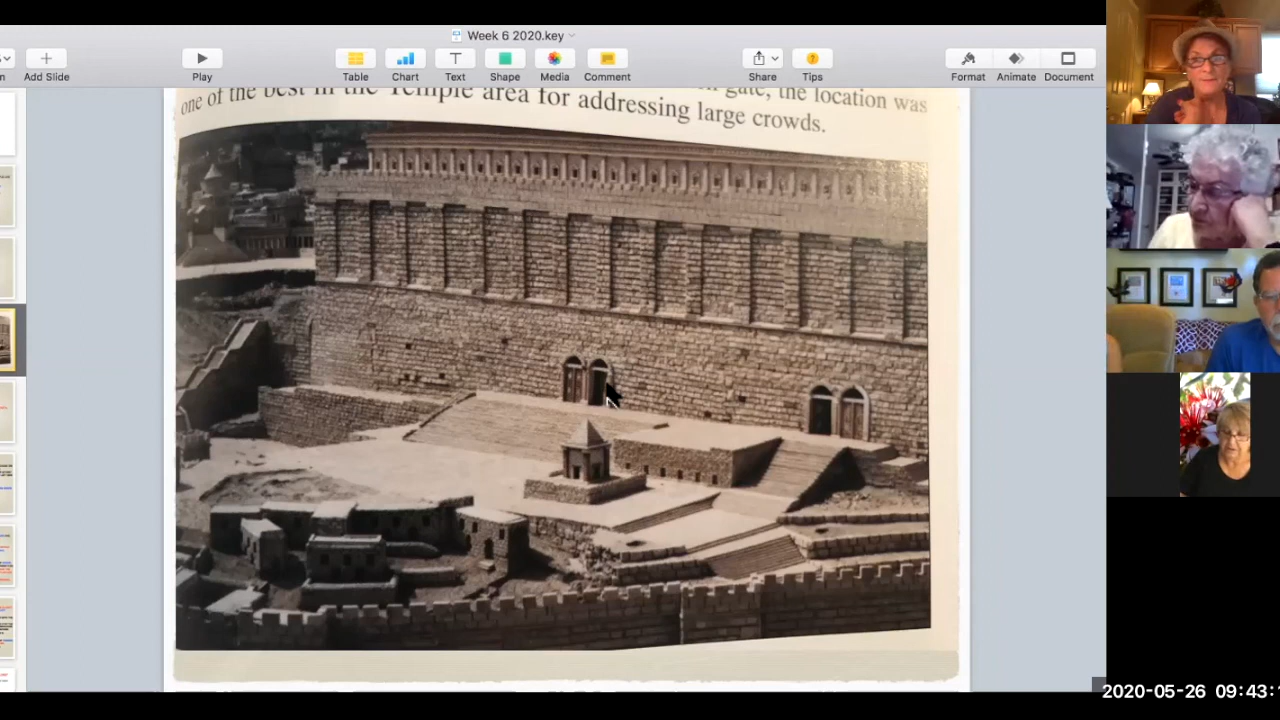 Week 6 2020.key
Add Slide
Play
Table
Chart
Text
Shape
Media
Comment
Share
Tips
Format
Animate
Document
gate, the location was
one of the best in the Temple area for addressing large crowds.
2020-05-26 09:43: